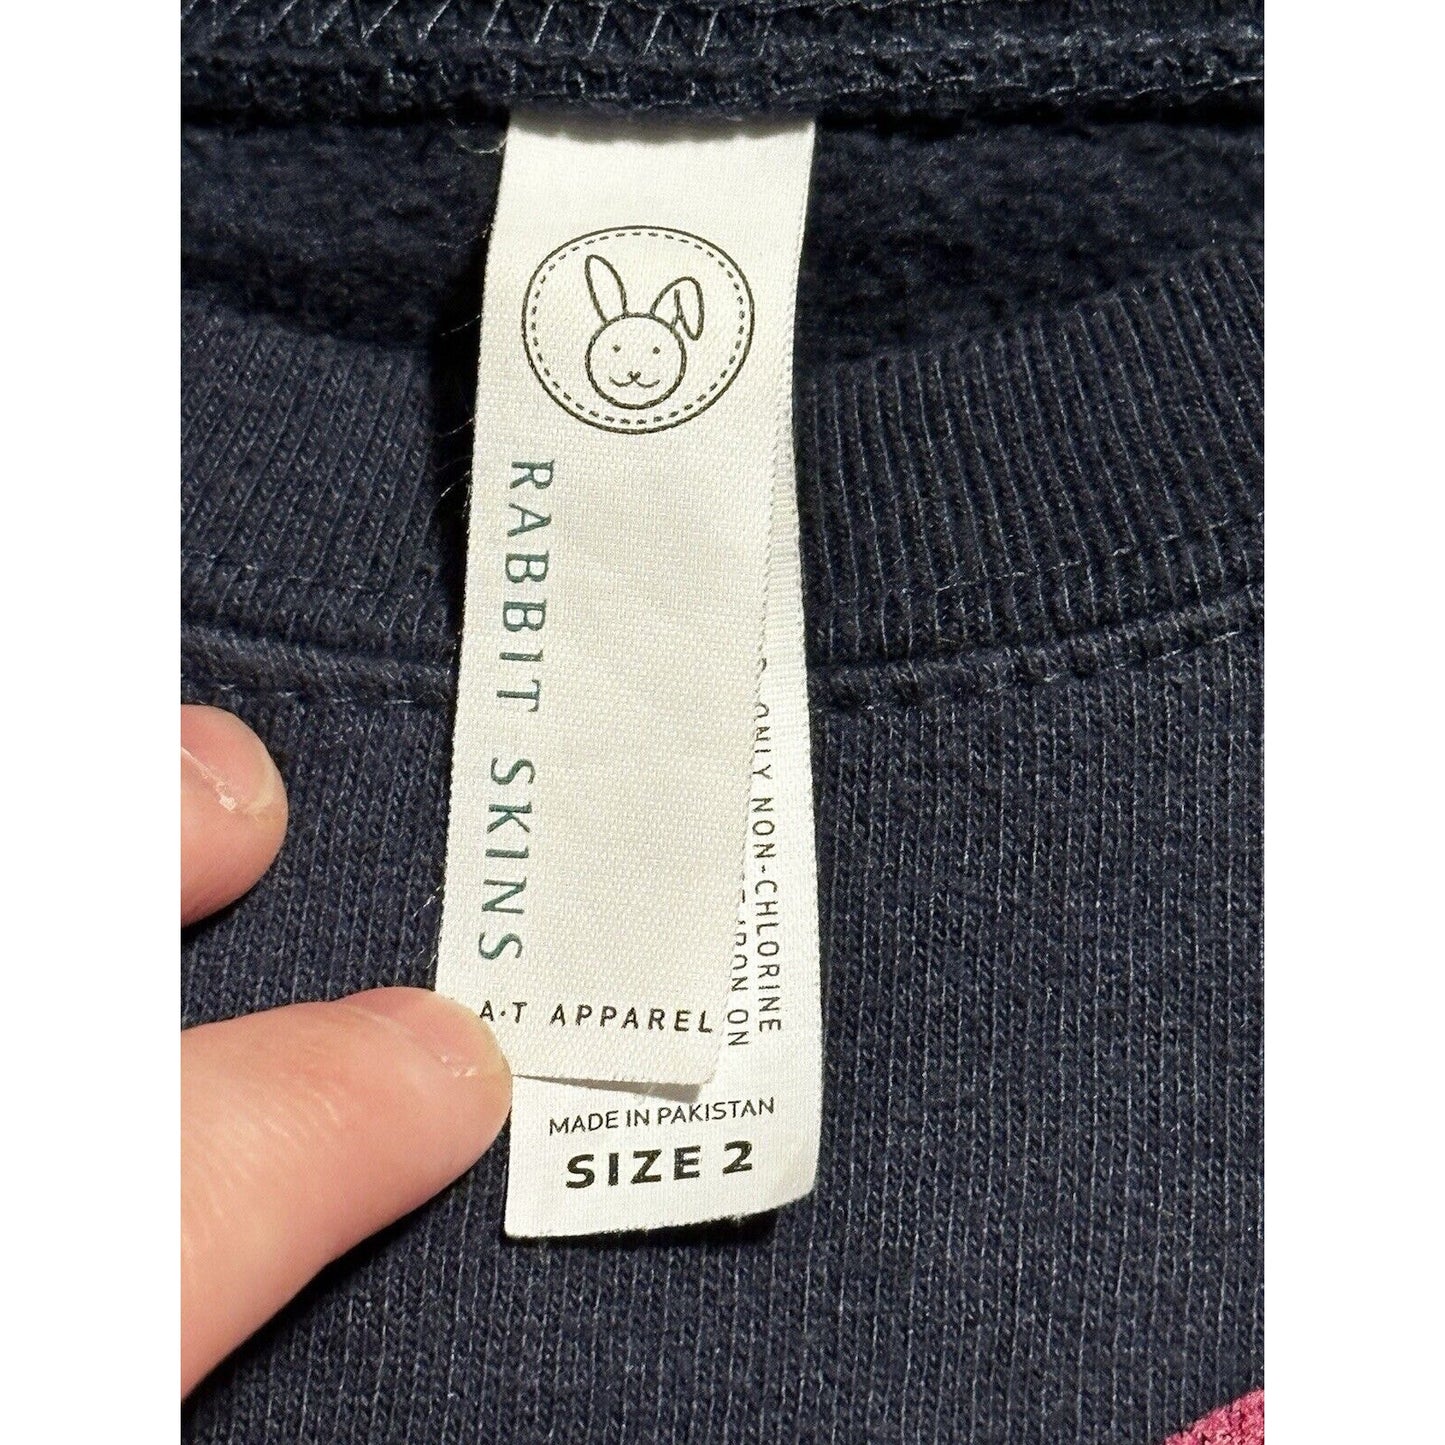 RABBIT SKINS
A·T APPAREL
ONLY NON-CHLORINE
IRON ON
MADE IN PAKISTAN
SIZE 2